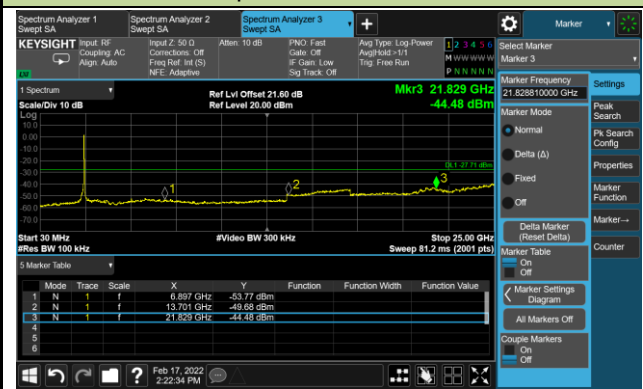 Spectrum Analyzer 1 Spectrum Analyzer 2 Spectrum Analyzer 3 Marker
Swept SA Swept SA Swept SA
KEYSIGHT Input: RF Input Z: 50 Ω Atten: 10 dB PNO: Fast Avg Type: Log-Power 1 2 3 4 5 6
Coupling: AC Corrections: Off Gate: Off Avg|Hold:>1/1 M W W W W W
Align: Auto Freq Ref: Int (S) IF Gain: Low Trig: Free Run
NFE: Adaptive Sig Track: Off P N N N N N
Select Marker
Marker 3
1 Spectrum Ref Lvl Offset 21.60 dB Mkr3 21.829 GHz
Scale/Div 10 dB Ref Level 20.00 dBm -44.48 dBm
Log
10.0
0.00
-10.0
-20.0
-30.0
-40.0
-50.0
-60.0
-70.0
DL1 -27.71 dBm
1
2
3
Start 30 MHz #Video BW 300 kHz Stop 25.00 GHz
#Res BW 100 kHz Sweep 81.2 ms (2001 pts)
5 Marker Table
Mode Trace Scale X Y Function Function Width Function Value
1 N 1 f 6.897 GHz -53.77 dBm
2 N 1 f 13.701 GHz -49.68 dBm
3 N 1 f 21.829 GHz -44.48 dBm
4
5
6
Marker Frequency
21.828810000 GHz
Marker Mode
Normal
Delta (Δ)
Fixed
Off
Delta Marker
(Reset Delta)
Marker Table
On
Off
Marker Settings
Diagram
All Markers Off
Couple Markers
On
Off
Settings
Peak
Search
Pk Search
Config
Properties
Marker
Function
Marker→
Counter
Feb 17, 2022
2:22:34 PM